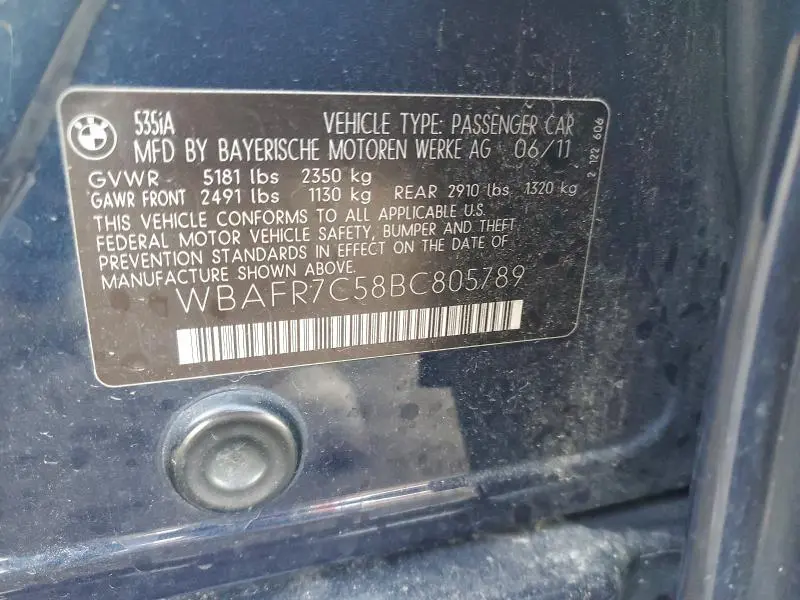 BMW
535iA VEHICLE TYPE: PASSENGER CAR
MFD BY BAYERISCHE MOTOREN WERKE AG 06/11
GVWR 5181 lbs 2350 kg
GAWR FRONT 2491 lbs 1130 kg REAR 2910 lbs 1320 kg
THIS VEHICLE CONFORMS TO ALL APPLICABLE U.S.
FEDERAL MOTOR VEHICLE SAFETY, BUMPER AND THEFT
PREVENTION STANDARDS IN EFFECT ON THE DATE OF
MANUFACTURE SHOWN ABOVE.
WBAFR7C58BC805789
2 122 606